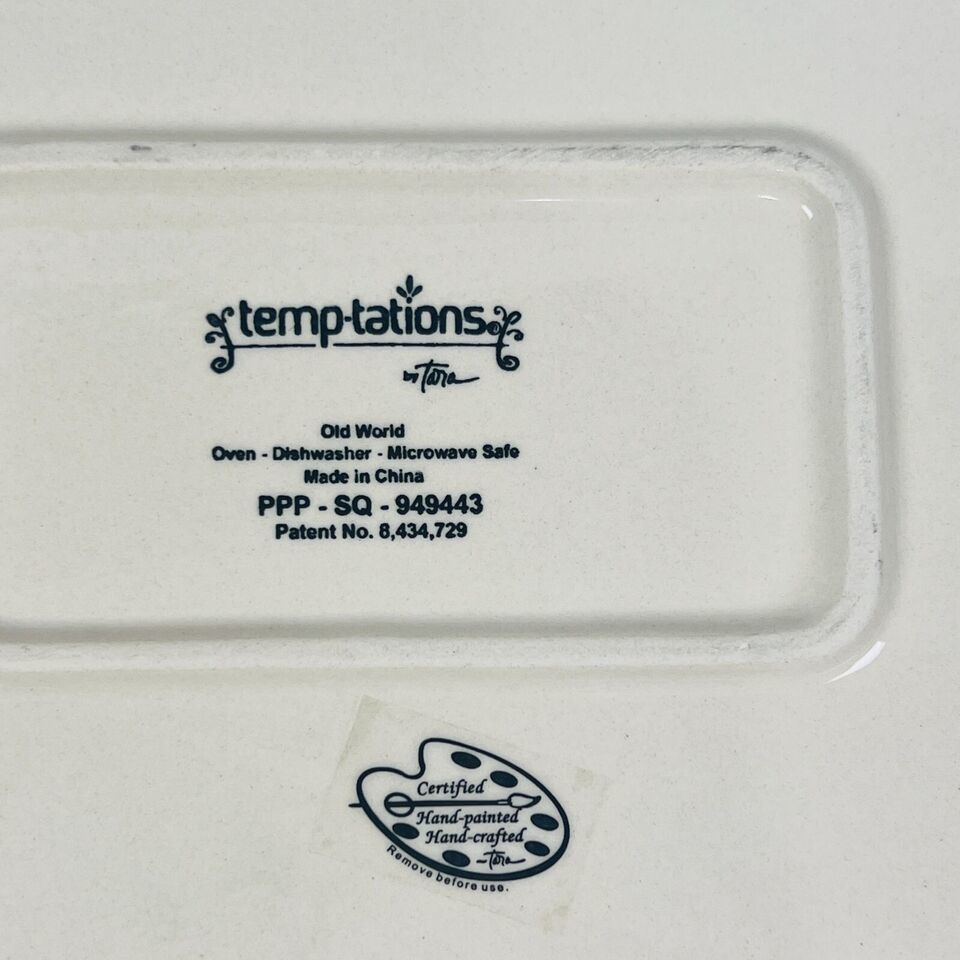 temp-tations
by Tara
Old World
Oven - Dishwasher - Microwave Safe
Made in China
PPP - SQ - 949443
Patent No. 8,434,729
Certified
Hand-painted
Hand-crafted
Tara
Remove before use.